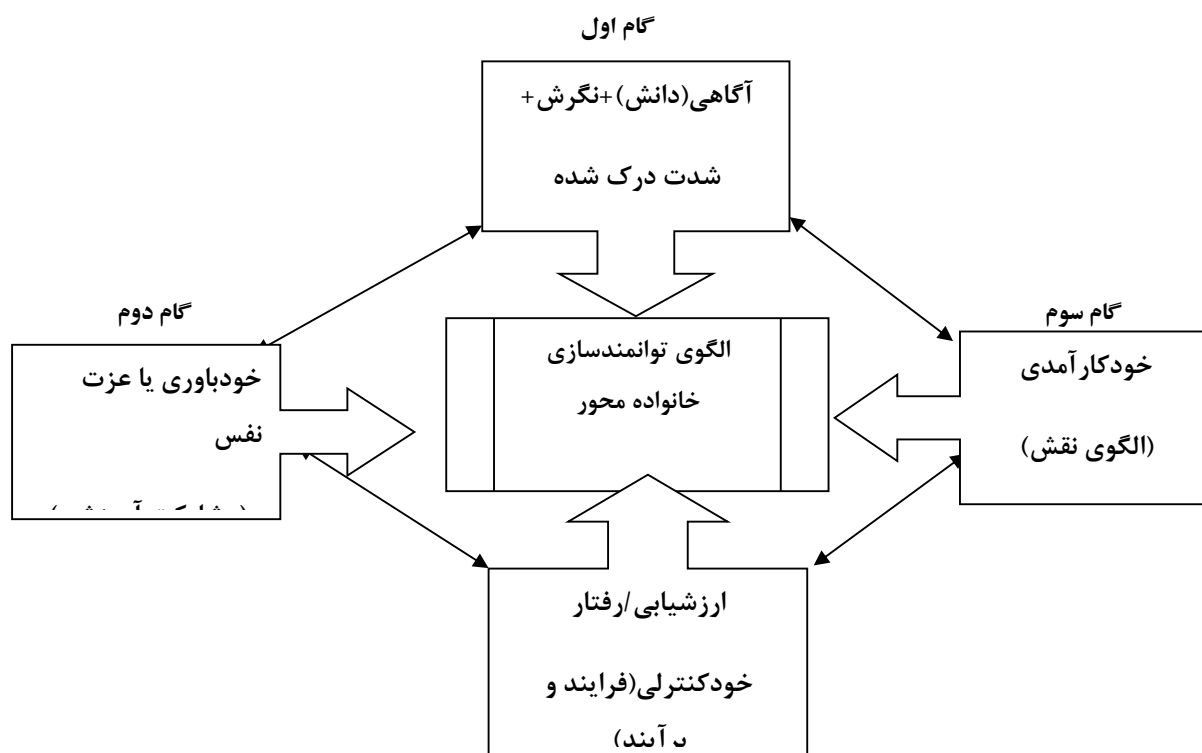 گام اول
آگاهی(دانش)+نگرش+
شدت درک شده
گام دوم
خودباوری یا عزت
نفس
الگوی توانمندسازی
خانواده محور
گام سوم
خودکارآمدی
(الگوی نقش)
ارزشیابی/رفتار
خودکنترلی(فرایند و
برآیند)